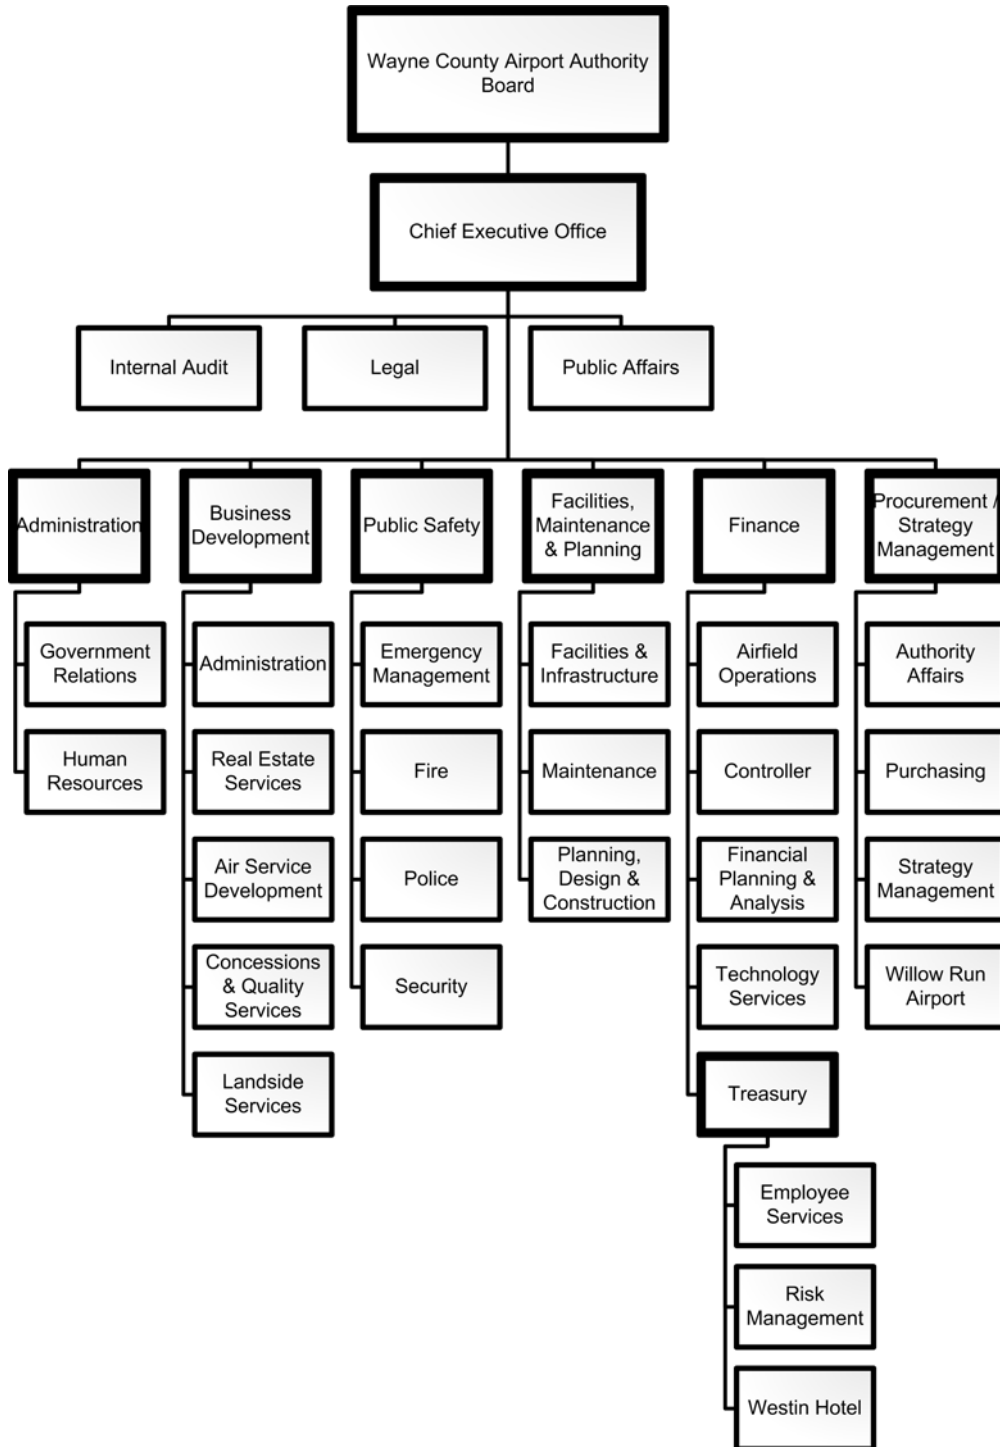 Wayne County Airport Authority
Board
Chief Executive Office
Internal Audit
Legal
Public Affairs
Administration
Business
Development
Public Safety
Facilities,
Maintenance
& Planning
Finance
Procurement /
Strategy
Management
Government
Relations
Human
Resources
Administration
Real Estate
Services
Air Service
Development
Concessions
& Quality
Services
Landside
Services
Emergency
Management
Fire
Police
Security
Facilities &
Infrastructure
Maintenance
Planning,
Design &
Construction
Airfield
Operations
Controller
Financial
Planning &
Analysis
Technology
Services
Treasury
Employee
Services
Risk
Management
Westin Hotel
Authority
Affairs
Purchasing
Strategy
Management
Willow Run
Airport